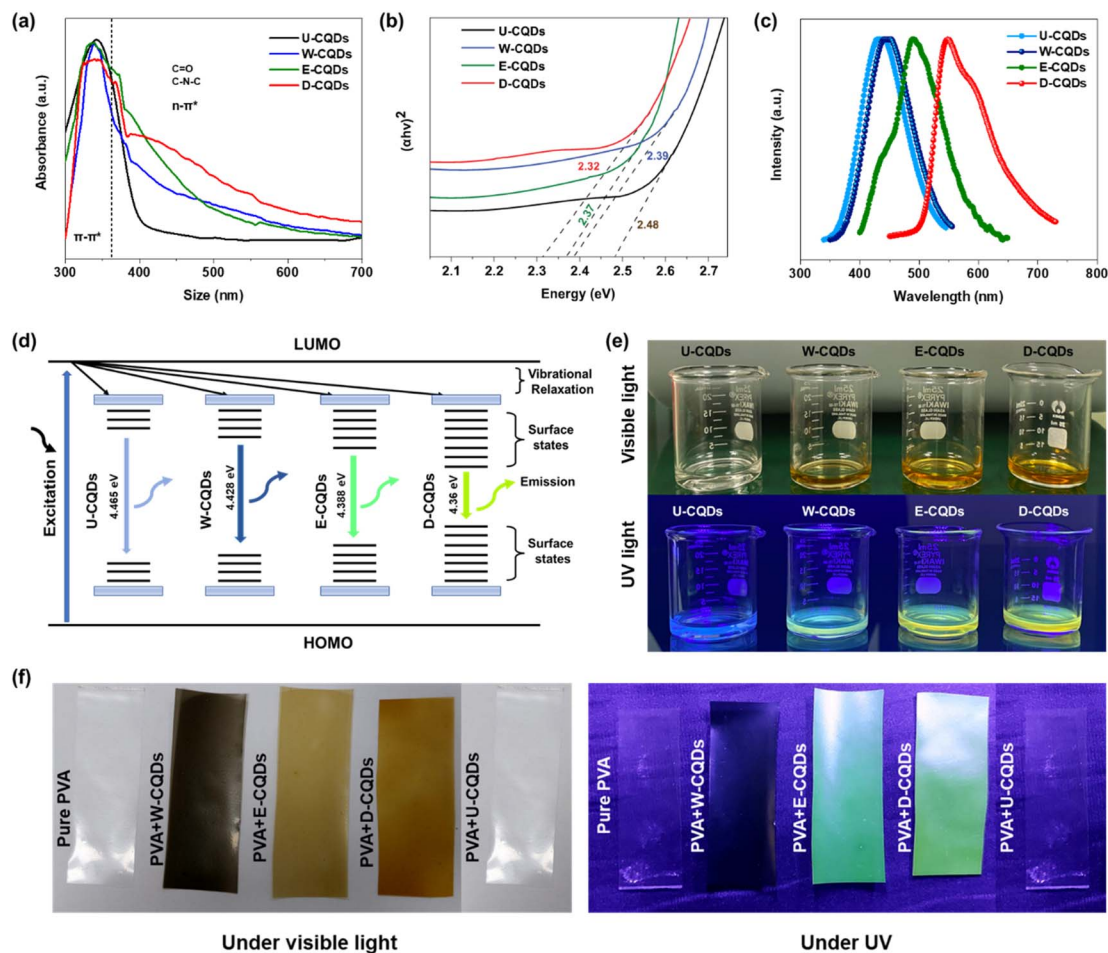 (a)
U-CQDs
W-CQDs
E-CQDs
D-CQDs
C=O
C-N-C
n-π*
π-π*
Absorbance (a.u.)
300 400 500 600 700
Size (nm)
(b)
U-CQDs
W-CQDs
E-CQDs
D-CQDs
(αhν)²
2.32
2.37
2.39
2.48
2.1 2.2 2.3 2.4 2.5 2.6 2.7
Energy (eV)
(c)
U-CQDs
W-CQDs
E-CQDs
D-CQDs
Intensity (a.u.)
300 400 500 600 700 800
Wavelength (nm)
(d)
LUMO
Vibrational
Relaxation
Surface
states
Excitation
U-CQDs
4.465 eV
W-CQDs
4.428 eV
E-CQDs
4.388 eV
D-CQDs
4.36 eV
Emission
Surface
states
HOMO
(e)
Visible light
U-CQDs W-CQDs E-CQDs D-CQDs
UV light
U-CQDs W-CQDs E-CQDs D-CQDs
(f)
Pure PVA
PVA+W-CQDs
PVA+E-CQDs
PVA+D-CQDs
PVA+U-CQDs
Under visible light
Pure PVA
PVA+W-CQDs
PVA+E-CQDs
PVA+D-CQDs
PVA+U-CQDs
Under UV